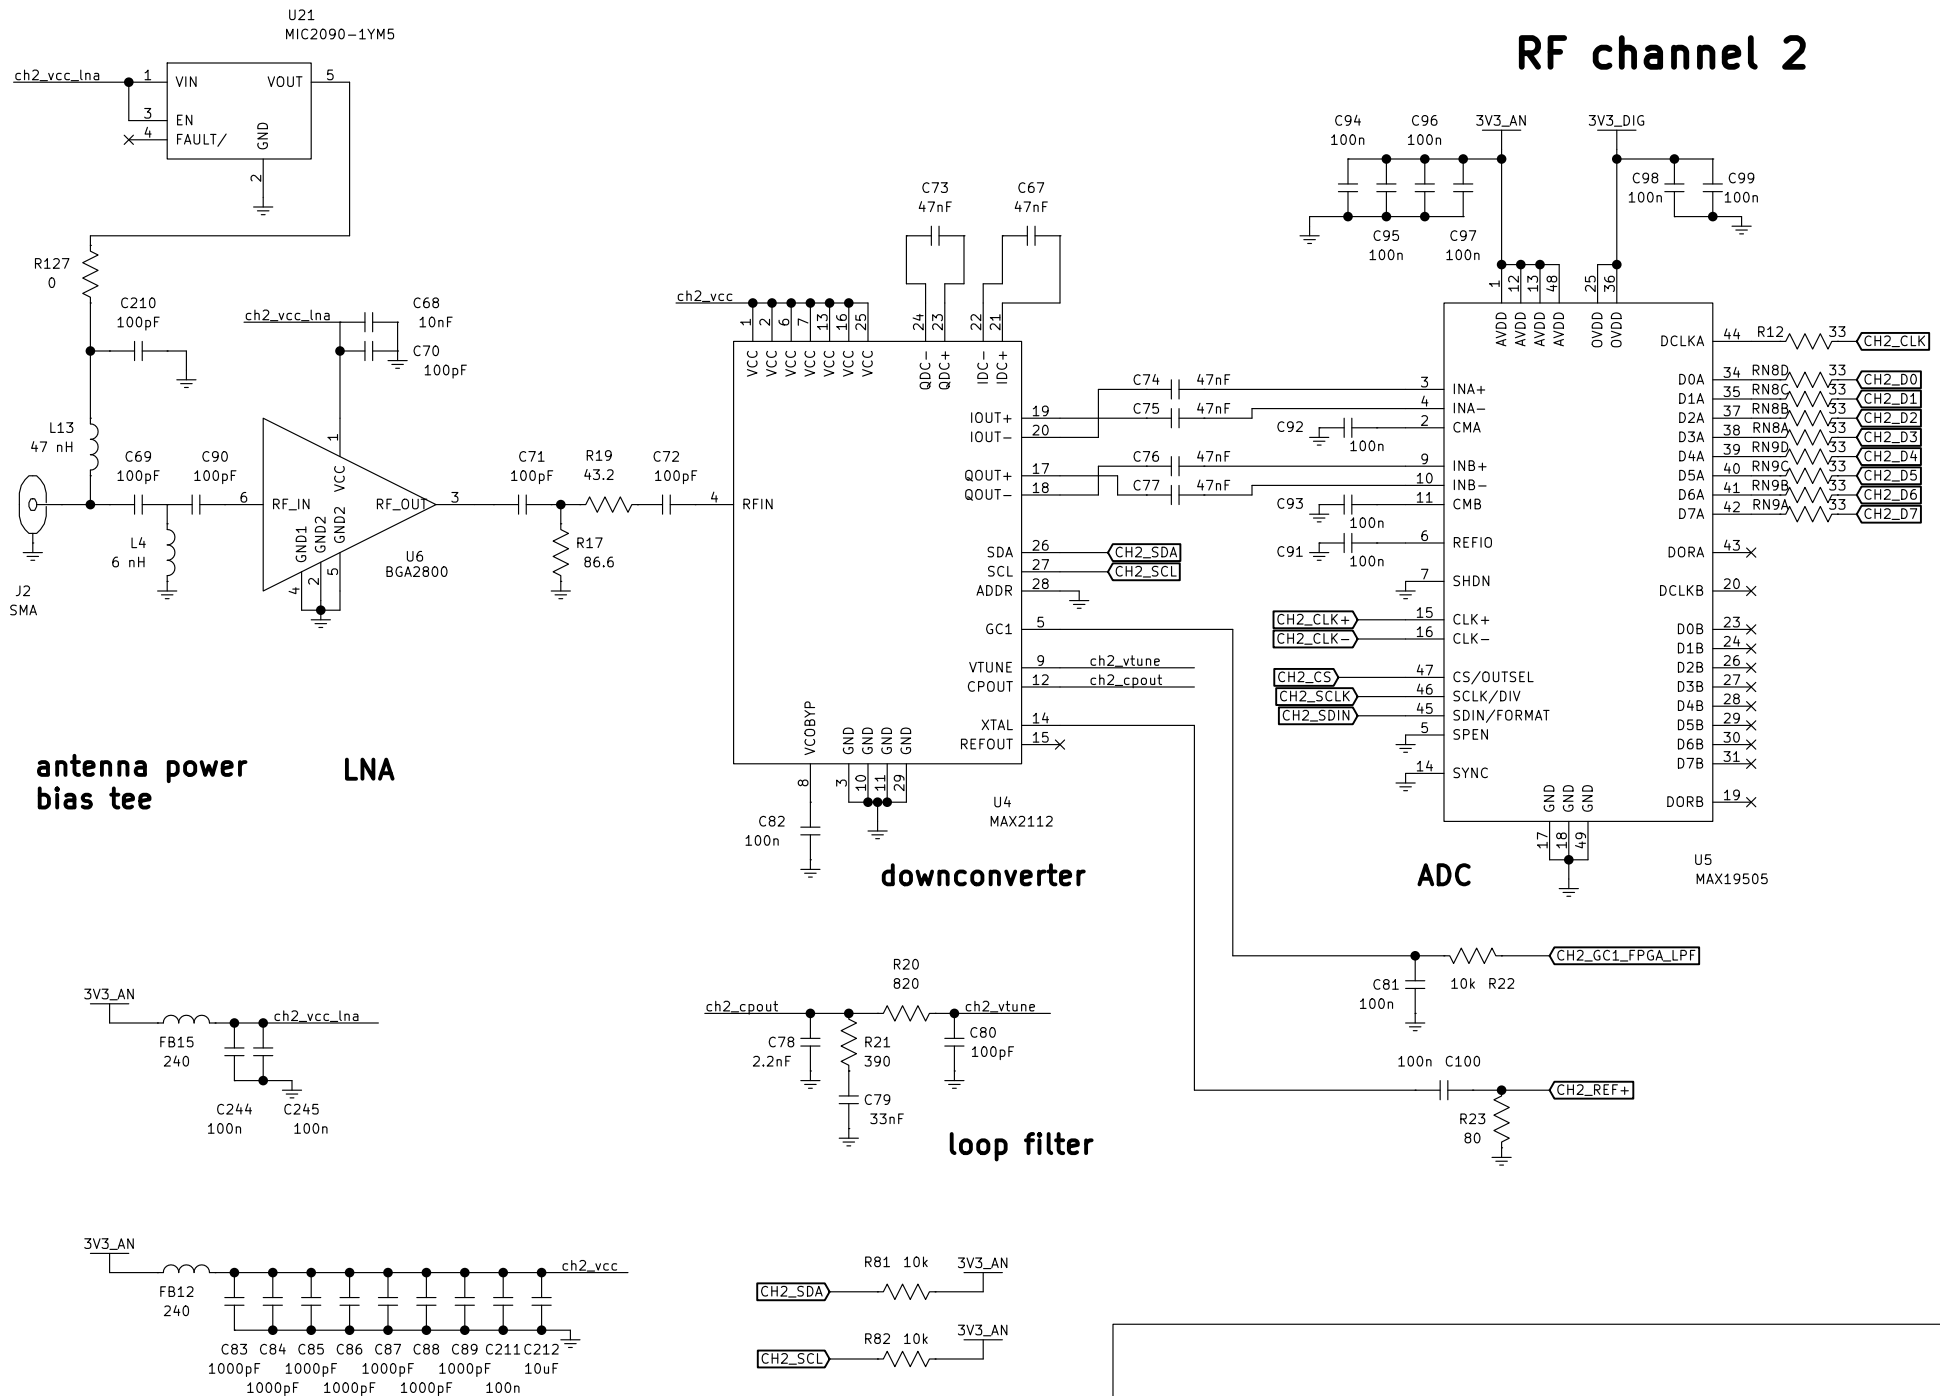 RF channel 2
U21
MIC2090-1YM5
ch2_vcc_lna
1 VIN
VOUT 5
3 EN
4 FAULT/
GND
2
R127
0
C210
100pF
ch2_vcc_lna
C68
10nF
C70
100pF
L13
47 nH
C69
100pF
C90
100pF
6
RF_IN
RF_OUT
3
VCC
1
GND1
GND2
GND2
4
2
5
L4
6 nH
U6
BGA2800
J2
SMA
C71
100pF
R19
43.2
C72
100pF
R17
86.6
antenna power
bias tee
LNA
C73
47nF
C67
47nF
ch2_vcc
1
2
6
7
13
16
25
VCC
VCC
VCC
VCC
VCC
VCC
VCC
24
23
22
21
QDC-
QDC+
IDC-
IDC+
4 RFIN
IOUT+ 19
IOUT- 20
QOUT+ 17
QOUT- 18
SDA 26 CH2_SDA
SCL 27 CH2_SCL
ADDR 28
GC1 5
VTUNE 9 ch2_vtune
CPOUT 12 ch2_cpout
XTAL 14
REFOUT 15
VCOBYP
GND
GND
GND
GND
8
3
10
11
29
C82
100n
U4
MAX2112
downconverter
C74 47nF
C75 47nF
C76 47nF
C77 47nF
C92
100n
C93
100n
C91
100n
C94
100n
C96
100n
C95
100n
C97
100n
3V3_AN
3V3_DIG
C98
100n
C99
100n
1
12
13
48
25
36
AVDD
AVDD
AVDD
AVDD
OVDD
OVDD
3 INA+
4 INA-
2 CMA
9 INB+
10 INB-
11 CMB
6 REFIO
7 SHDN
CH2_CLK+ 15 CLK+
CH2_CLK- 16 CLK-
CH2_CS 47 CS/OUTSEL
CH2_SCLK 46 SCLK/DIV
CH2_SDIN 45 SDIN/FORMAT
5 SPEN
14 SYNC
DCLKA 44 R12 33 CH2_CLK
D0A 34 RN8D 33 CH2_D0
D1A 35 RN8C 33 CH2_D1
D2A 37 RN8B 33 CH2_D2
D3A 38 RN8A 33 CH2_D3
D4A 39 RN9D 33 CH2_D4
D5A 40 RN9C 33 CH2_D5
D6A 41 RN9B 33 CH2_D6
D7A 42 RN9A 33 CH2_D7
DORA 43
DCLKB 20
D0B 23
D1B 24
D2B 26
D3B 27
D4B 28
D5B 29
D6B 30
D7B 31
DORB 19
GND
GND
GND
17
18
49
U5
MAX19505
ADC
3V3_AN
FB15
240
ch2_vcc_lna
C244
100n
C245
100n
ch2_cpout
R20
820
ch2_vtune
C78
2.2nF
R21
390
C80
100pF
C79
33nF
loop filter
C81
100n
10k R22
CH2_GC1_FPGA_LPF
100n C100
CH2_REF+
R23
80
3V3_AN
FB12
240
ch2_vcc
C83 C84 C85 C86 C87 C88 C89 C211 C212
1000pF 1000pF 1000pF 1000pF 10uF
1000pF 1000pF 1000pF 100n
R81 10k 3V3_AN
CH2_SDA
R82 10k 3V3_AN
CH2_SCL